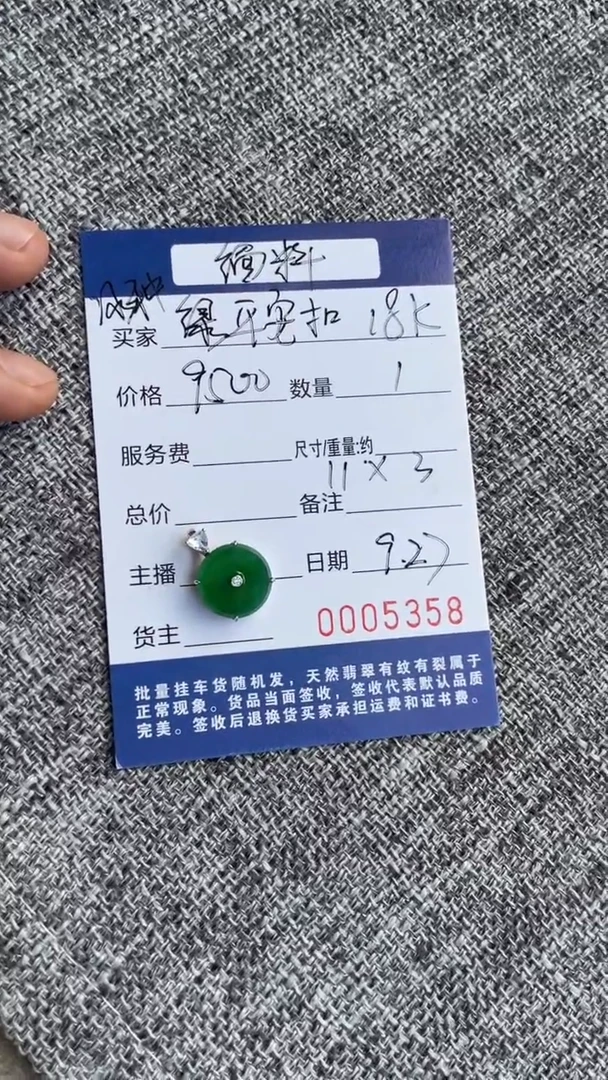 缅料
买家 绿平安扣 18K
价格 9500 数量 1
服务费 尺寸/重量:约
11×3
总价 备注
主播 日期 9.27
货主 0005358
批量挂车货随机发，天然翡翠有纹有裂属于
正常现象。货品当面签收，签收代表默认品质
完美。签收后退换货买家承担运费和证书费。